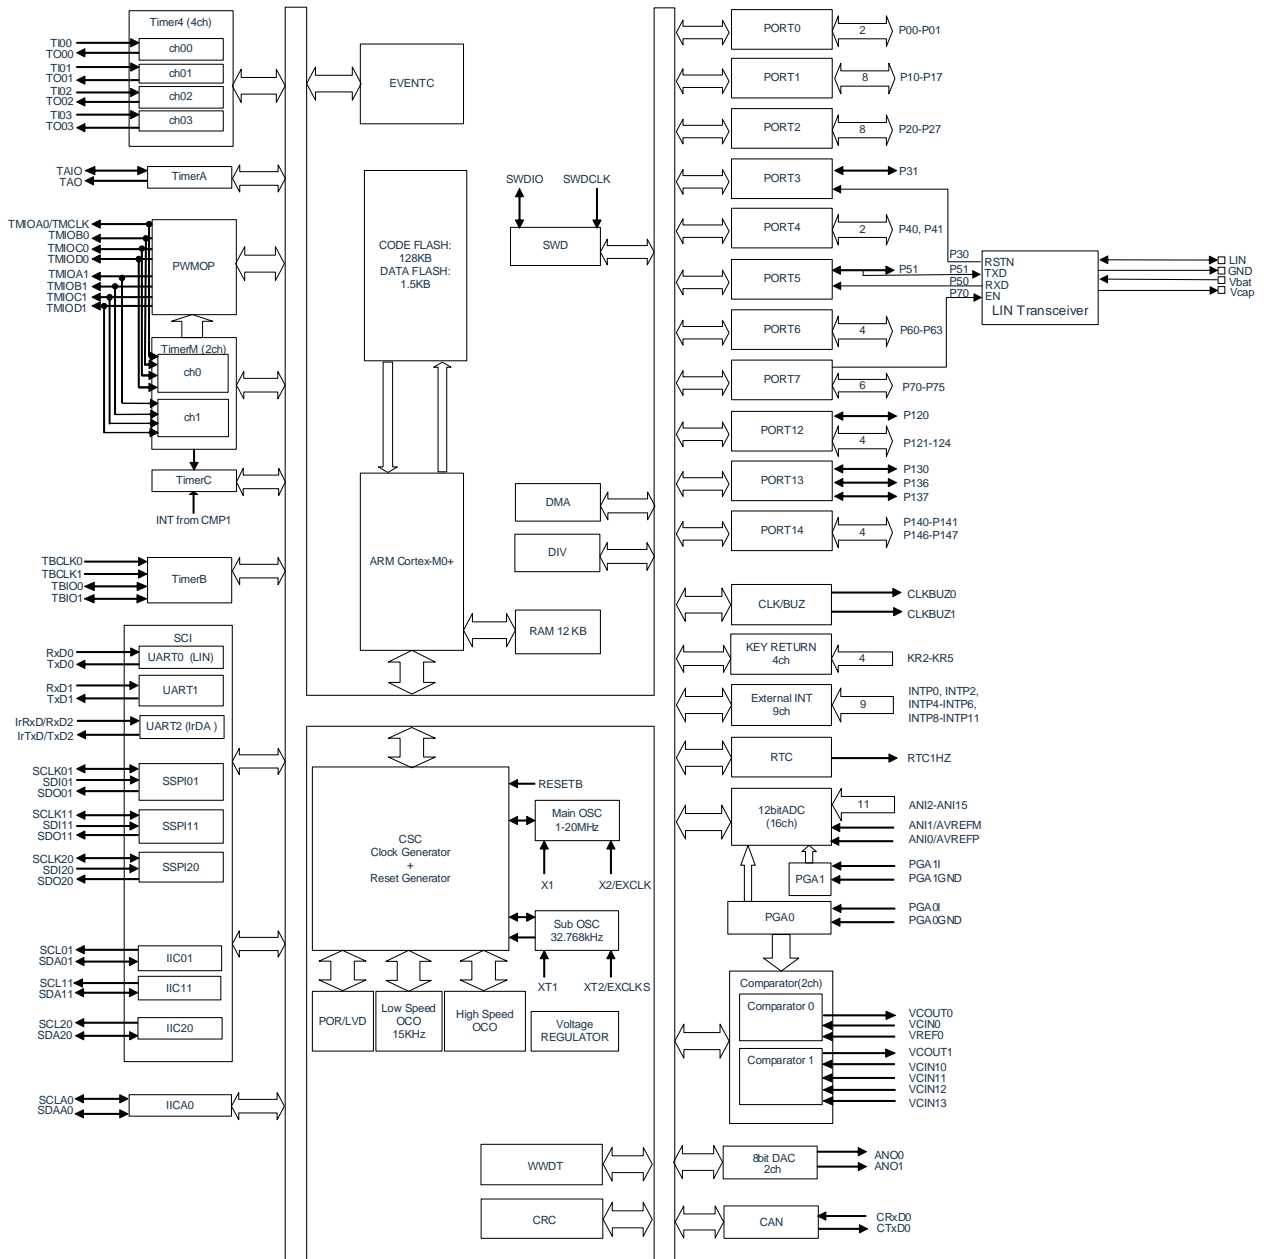 Timer4 (4ch)
TI00
TO00
ch00
TI01
TO01
ch01
TI02
TO02
ch02
TI03
TO03
ch03
TAIO
TAO
TimerA
TMIOA0/TMCLK
TMIOB0
TMIOC0
TMIOD0
TMIOA1
TMIOB1
TMIOC1
TMIOD1
PWMOP
TimerM (2ch)
ch0
ch1
TimerC
INT from CMP1
TBCLK0
TBCLK1
TBIO0
TBIO1
TimerB
SCI
RxD0
TxD0
UART0 (LIN)
RxD1
TxD1
UART1
IrRxD/RxD2
IrTxD/TxD2
UART2 (IrDA )
SCLK01
SDI01
SDO01
SSPI01
SCLK11
SDI11
SDO11
SSPI11
SCLK20
SDI20
SDO20
SSPI20
SCL01
SDA01
IIC01
SCL11
SDA11
IIC11
SCL20
SDA20
IIC20
SCLA0
SDAA0
IICA0
EVENTC
CODE FLASH:
128KB
DATA FLASH:
1.5KB
SWDIO
SWDCLK
SWD
ARM Cortex-M0+
DMA
DIV
RAM 12 KB
CSC
Clock Generator
+
Reset Generator
RESETB
Main OSC
1-20MHz
X1
X2/EXCLK
Sub OSC
32.768kHz
XT1
XT2/EXCLKS
POR/LVD
Low Speed
OCO
15KHz
High Speed
OCO
Voltage
REGULATOR
WWDT
CRC
PORT0
2
P00-P01
PORT1
8
P10-P17
PORT2
8
P20-P27
PORT3
P31
PORT4
2
P40, P41
PORT5
P51
PORT6
4
P60-P63
PORT7
6
P70-P75
P30
P51
P50
P70
RSTN
TXD
RXD
EN
LIN Transceiver
LIN
GND
Vbat
Vcap
PORT12
P120
4
P121-124
PORT13
P130
P136
P137
PORT14
4
P140-P141
P146-P147
CLK/BUZ
CLKBUZ0
CLKBUZ1
KEY RETURN
4ch
4
KR2-KR5
External INT
9ch
9
INTP0, INTP2,
INTP4-INTP6,
INTP8-INTP11
RTC
RTC1HZ
12bitADC
(16ch)
11
ANI2-ANI15
ANI1/AVREFM
ANI0/AVREFP
PGA1
PGA1I
PGA1GND
PGA0
PGA0I
PGA0GND
Comparator(2ch)
Comparator 0
VCOUT0
VCIN0
VREF0
Comparator 1
VCOUT1
VCIN10
VCIN11
VCIN12
VCIN13
8bit DAC
2ch
ANO0
ANO1
CAN
CRxD0
CTxD0